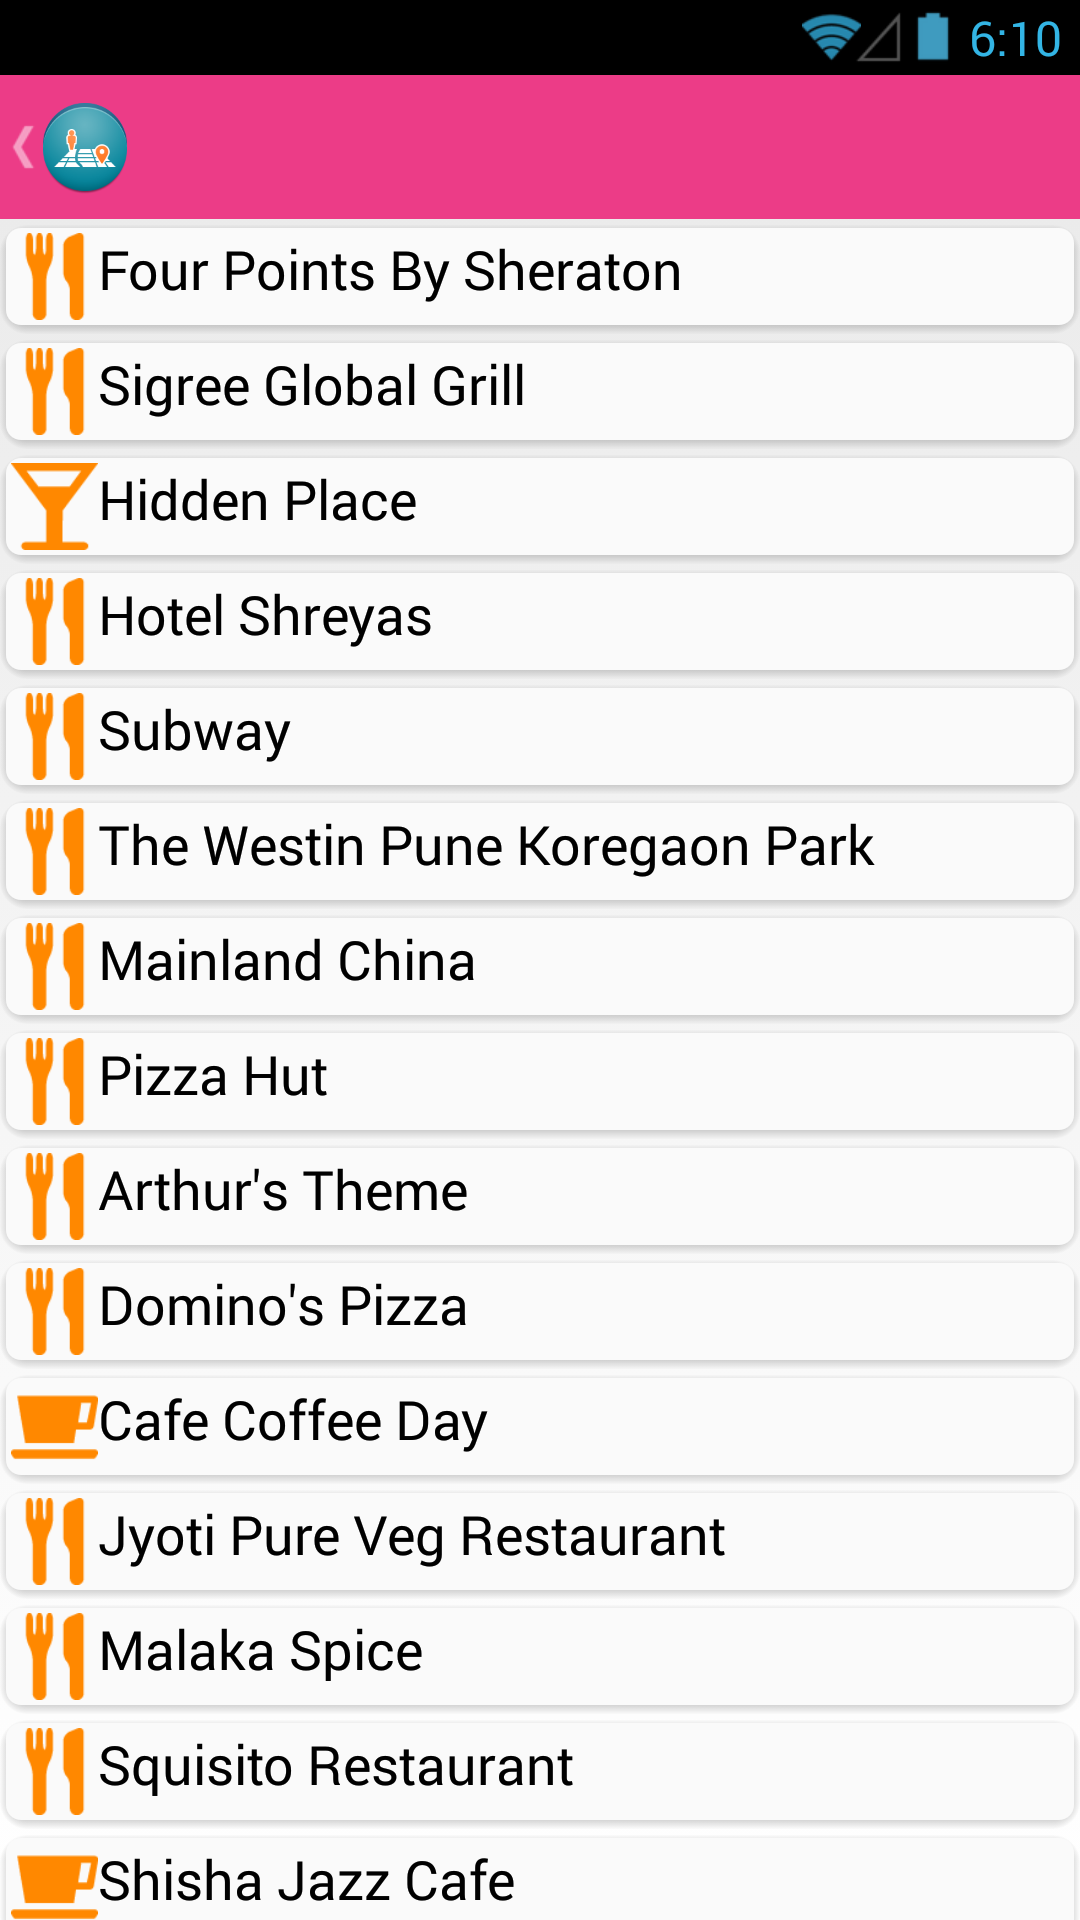 6:10
Four Points By Sheraton
Sigree Global Grill
Hidden Place
Hotel Shreyas
Subway
The Westin Pune Koregaon Park
Mainland China
Pizza Hut
Arthur's Theme
Domino's Pizza
Cafe Coffee Day
Jyoti Pure Veg Restaurant
Malaka Spice
Squisito Restaurant
Shisha Jazz Cafe